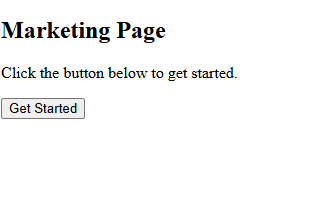 Marketing Page
Click the button below to get started.
Get Started